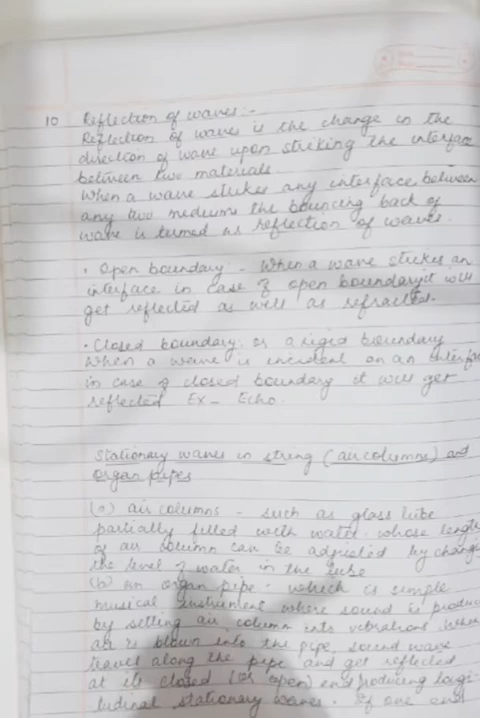 10 Reflection of waves:-
Reflection of waves is the change in the
direction of wave upon striking the interface
between two materials
When a wave strikes any interface between
any two mediums the bouncing back of
wave is termed as reflection of waves.
• Open boundary - When a wave strikes an
interface in case of open boundary it will
get reflected as well as refracted.
• Closed boundary or a rigid boundary
When a wave is incident on an interfac
in case of closed boundary it will get
reflected Ex - Echo.
Stationary waves in string (air columns) and
organ pipes
(a) air columns - such as glass tube
partially filled with water whose length
of air column can be adjusted by changi
the level of water in the tube
(b) An organ pipe - which is simple
musical instrument where sound is produc
by setting air column into vibrations when
air is blown into the pipe, sound wave
travels along the pipe and get reflected
at its closed (or open) end producing longi-
tudinal stationary waves. If one end